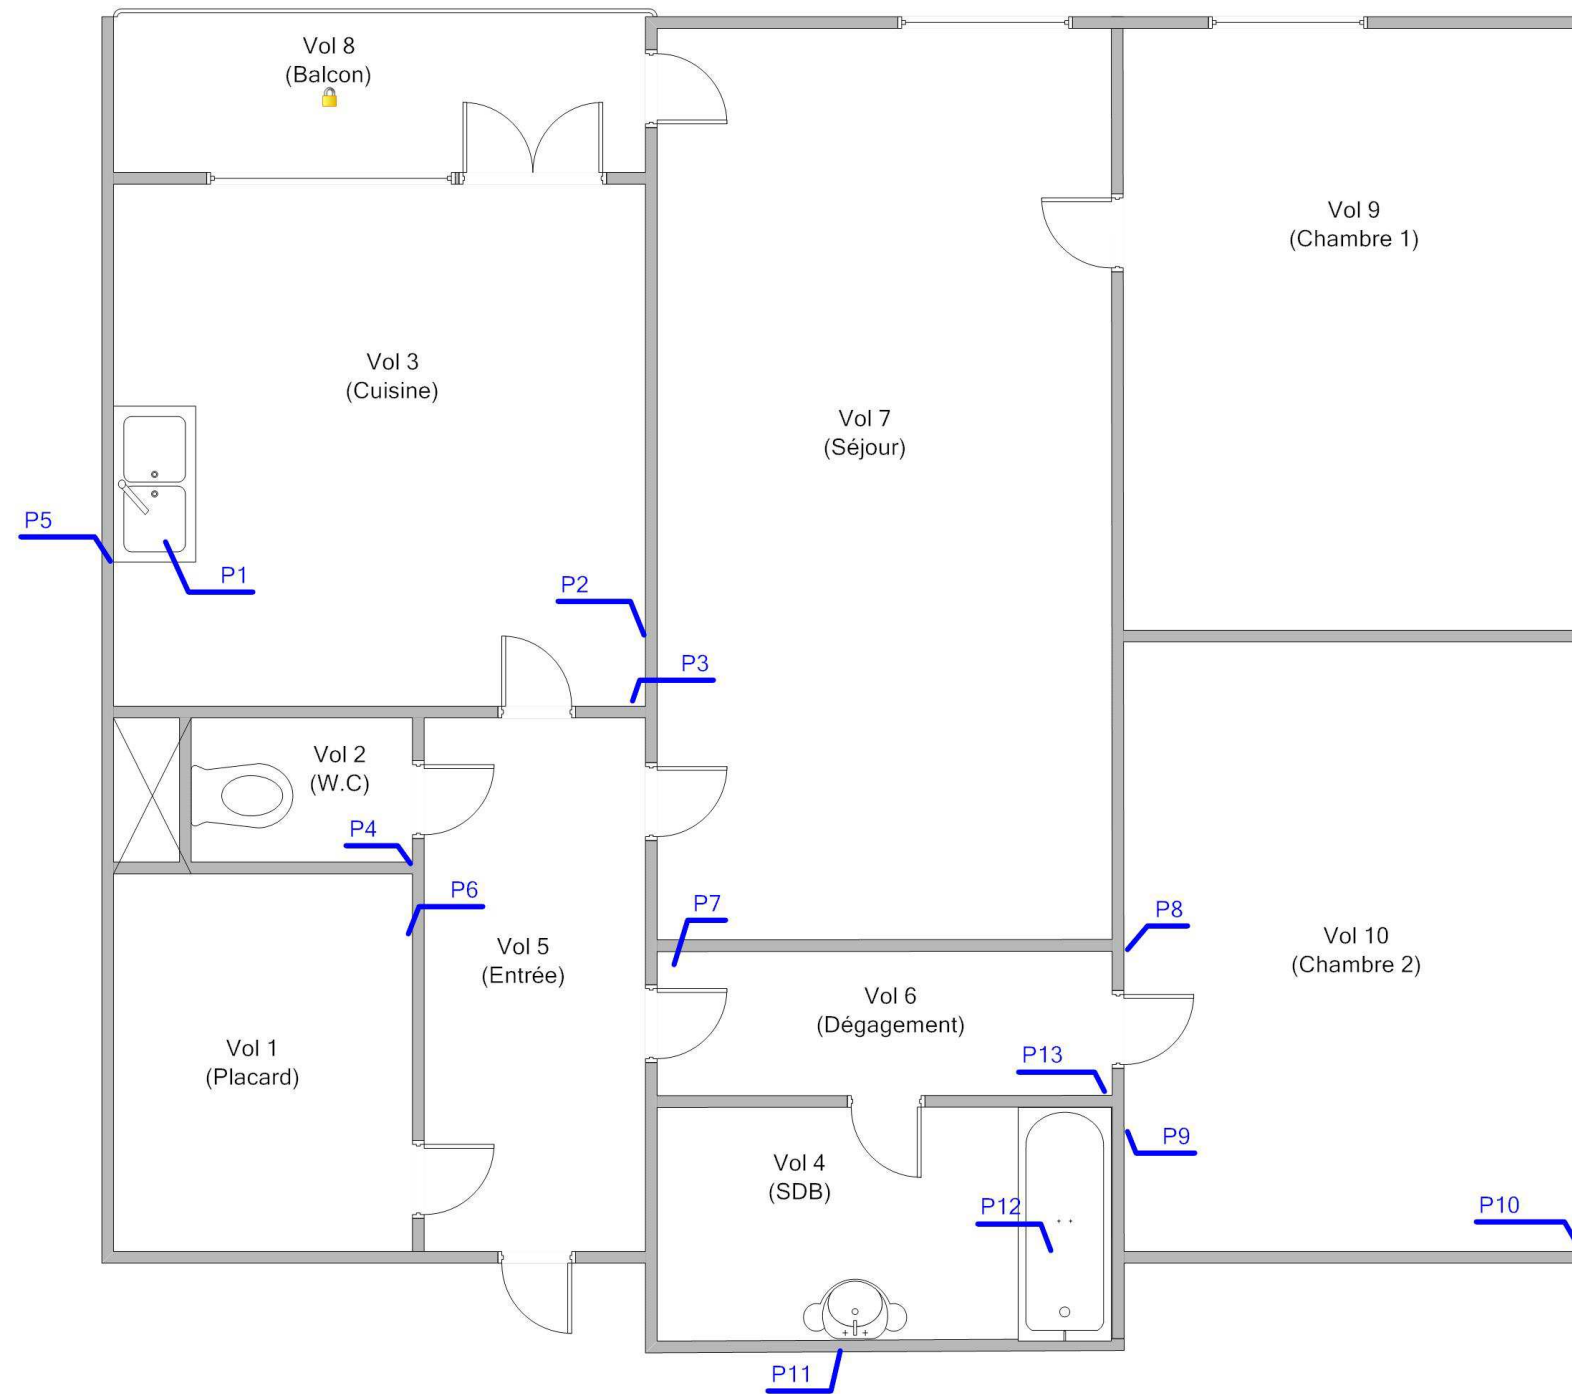 Vol 8
(Balcon)
Vol 9
(Chambre 1)
Vol 3
(Cuisine)
Vol 7
(Séjour)
P5
P1
P2
P3
Vol 2
(W.C)
P4
P6
P7
P8
Vol 5
(Entrée)
Vol 10
(Chambre 2)
Vol 6
(Dégagement)
Vol 1
(Placard)
P13
P9
Vol 4
(SDB)
P12
P10
P11